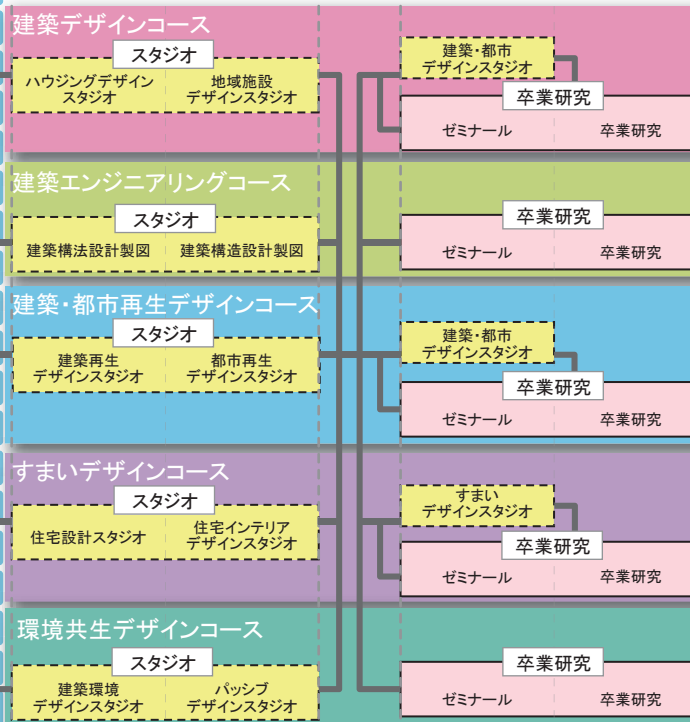 建築デザインコース
スタジオ
ハウジングデザイン
スタジオ
地域施設
デザインスタジオ
建築・都市
デザインスタジオ
卒業研究
ゼミナール
卒業研究
建築エンジニアリングコース
スタジオ
建築構法設計製図
建築構造設計製図
卒業研究
ゼミナール
卒業研究
建築・都市再生デザインコース
スタジオ
建築再生
デザインスタジオ
都市再生
デザインスタジオ
建築・都市
デザインスタジオ
卒業研究
ゼミナール
卒業研究
すまいデザインコース
スタジオ
住宅設計スタジオ
住宅インテリア
デザインスタジオ
すまい
デザインスタジオ
卒業研究
ゼミナール
卒業研究
環境共生デザインコース
スタジオ
建築環境
デザインスタジオ
パッシブ
デザインスタジオ
卒業研究
ゼミナール
卒業研究